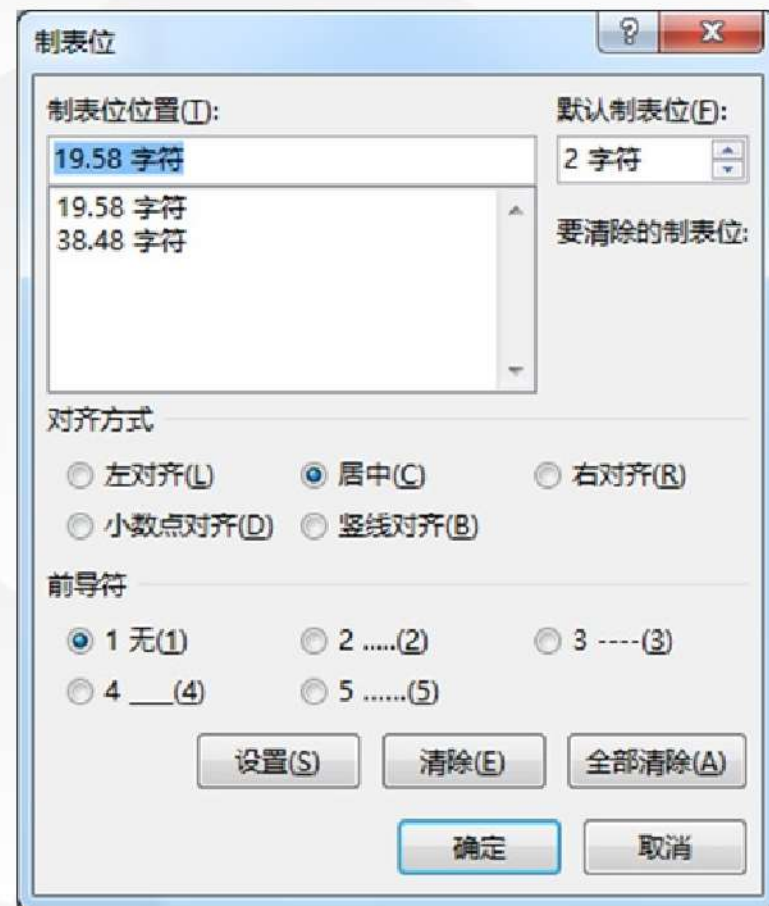 制表位
制表位位置(T):
默认制表位(F):
19.58 字符
2 字符
19.58 字符
38.48 字符
要清除的制表位:
对齐方式
左对齐(L)
居中(C)
右对齐(R)
小数点对齐(D)
竖线对齐(B)
前导符
1 无(1)
2 .....(2)
3 ----(3)
4 ___(4)
5 ......(5)
设置(S)
清除(E)
全部清除(A)
确定
取消